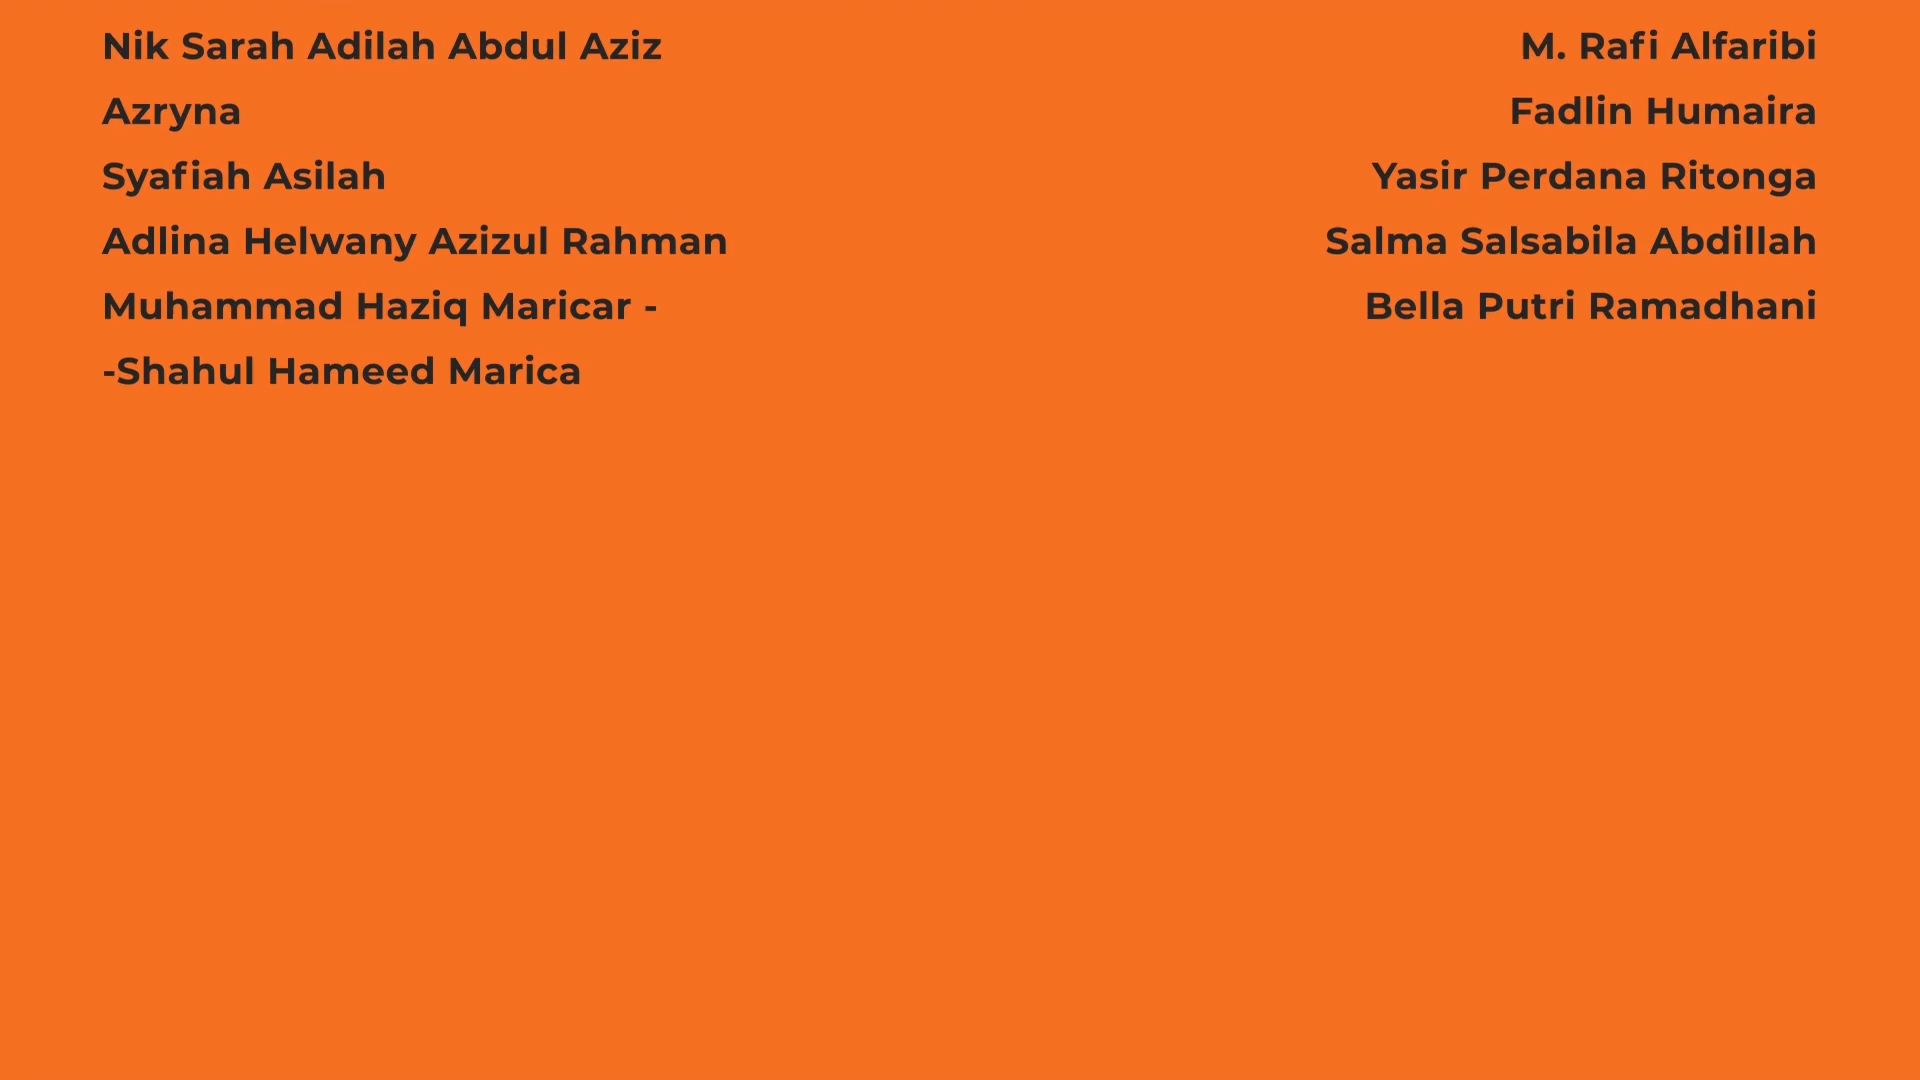 Nik Sarah Adilah Abdul Aziz
Azryna
Syafiah Asilah
Adlina Helwany Azizul Rahman
Muhammad Haziq Maricar -
-Shahul Hameed Marica
M. Rafi Alfaribi
Fadlin Humaira
Yasir Perdana Ritonga
Salma Salsabila Abdillah
Bella Putri Ramadhani